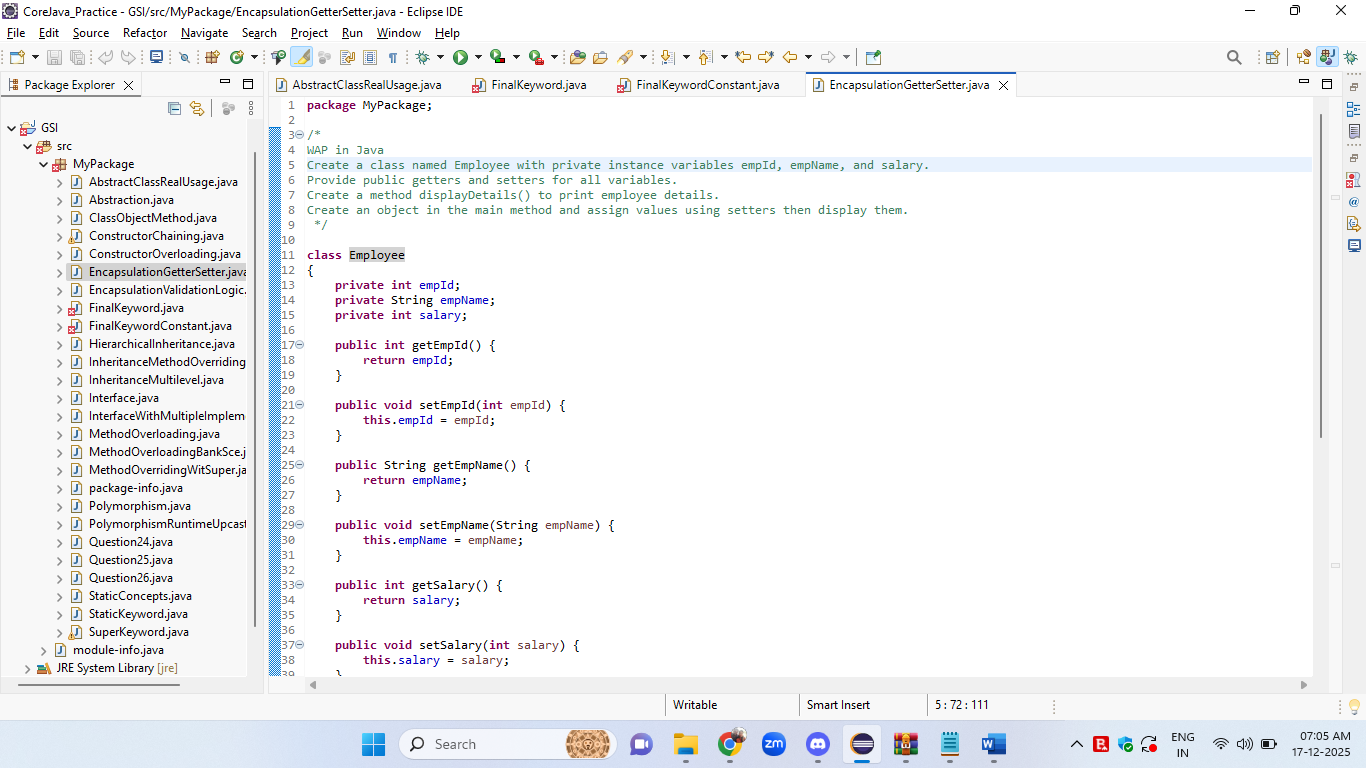 CoreJava_Practice - GSI/src/MyPackage/EncapsulationGetterSetter.java - Eclipse IDE
File Edit Source Refactor Navigate Search Project Run Window Help
Package Explorer
AbstractClassRealUsage.java FinalKeyword.java FinalKeywordConstant.java EncapsulationGetterSetter.java
GSI
src
MyPackage
AbstractClassRealUsage.java
Abstraction.java
ClassObjectMethod.java
ConstructorChaining.java
ConstructorOverloading.java
EncapsulationGetterSetter.java
EncapsulationValidationLogic.
FinalKeyword.java
FinalKeywordConstant.java
HierarchicalInheritance.java
InheritanceMethodOverriding
InheritanceMultilevel.java
Interface.java
InterfaceWithMultipleImplem
MethodOverloading.java
MethodOverloadingBankSce.j
MethodOverridingWitSuper.ja
package-info.java
Polymorphism.java
PolymorphismRuntimeUpcast
Question24.java
Question25.java
Question26.java
StaticConcepts.java
StaticKeyword.java
SuperKeyword.java
module-info.java
JRE System Library [jre]
1 package MyPackage;
2
3 /*
4 WAP in Java
5 Create a class named Employee with private instance variables empId, empName, and salary.
6 Provide public getters and setters for all variables.
7 Create a method displayDetails() to print employee details.
8 Create an object in the main method and assign values using setters then display them.
9 */
10
11 class Employee
12 {
13 private int empId;
14 private String empName;
15 private int salary;
16
17 public int getEmpId() {
18 return empId;
19 }
20
21 public void setEmpId(int empId) {
22 this.empId = empId;
23 }
24
25 public String getEmpName() {
26 return empName;
27 }
28
29 public void setEmpName(String empName) {
30 this.empName = empName;
31 }
32
33 public int getSalary() {
34 return salary;
35 }
36
37 public void setSalary(int salary) {
38 this.salary = salary;
39 }
Writable Smart Insert 5 : 72 : 111
Search
zm
ENG
IN
07:05 AM
17-12-2025